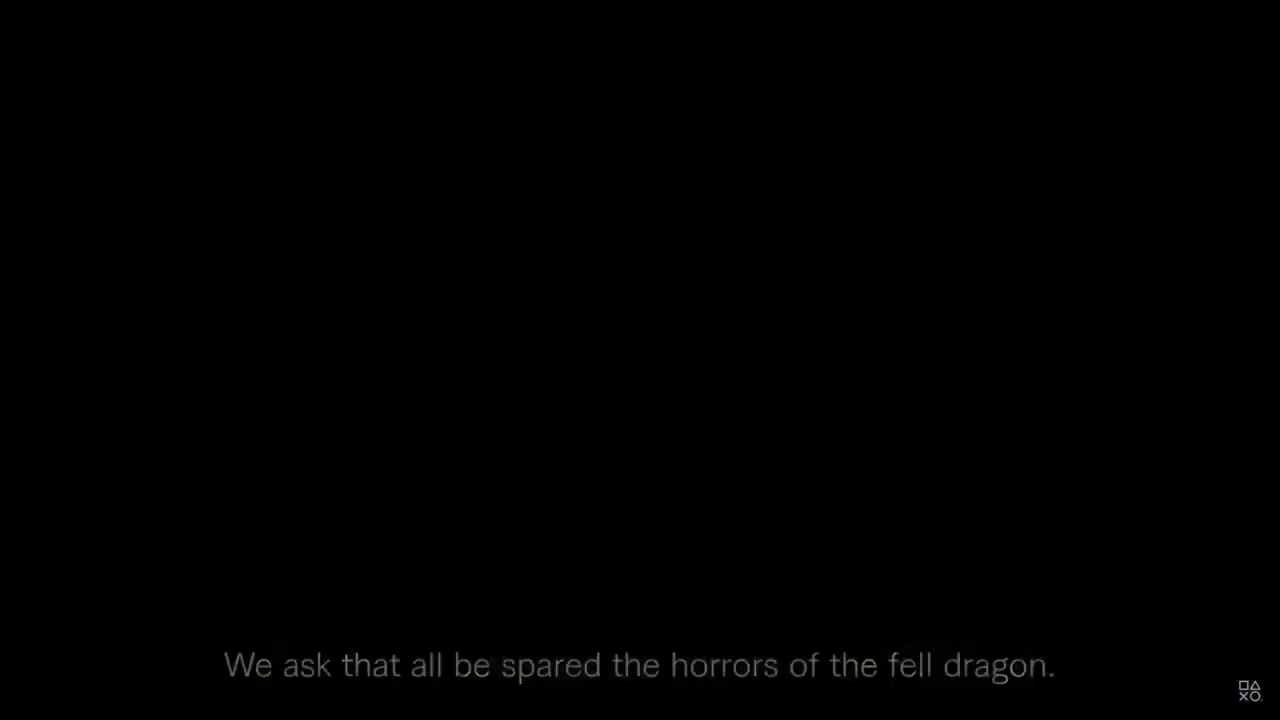 We ask that all be spared the horrors of the fell dragon.